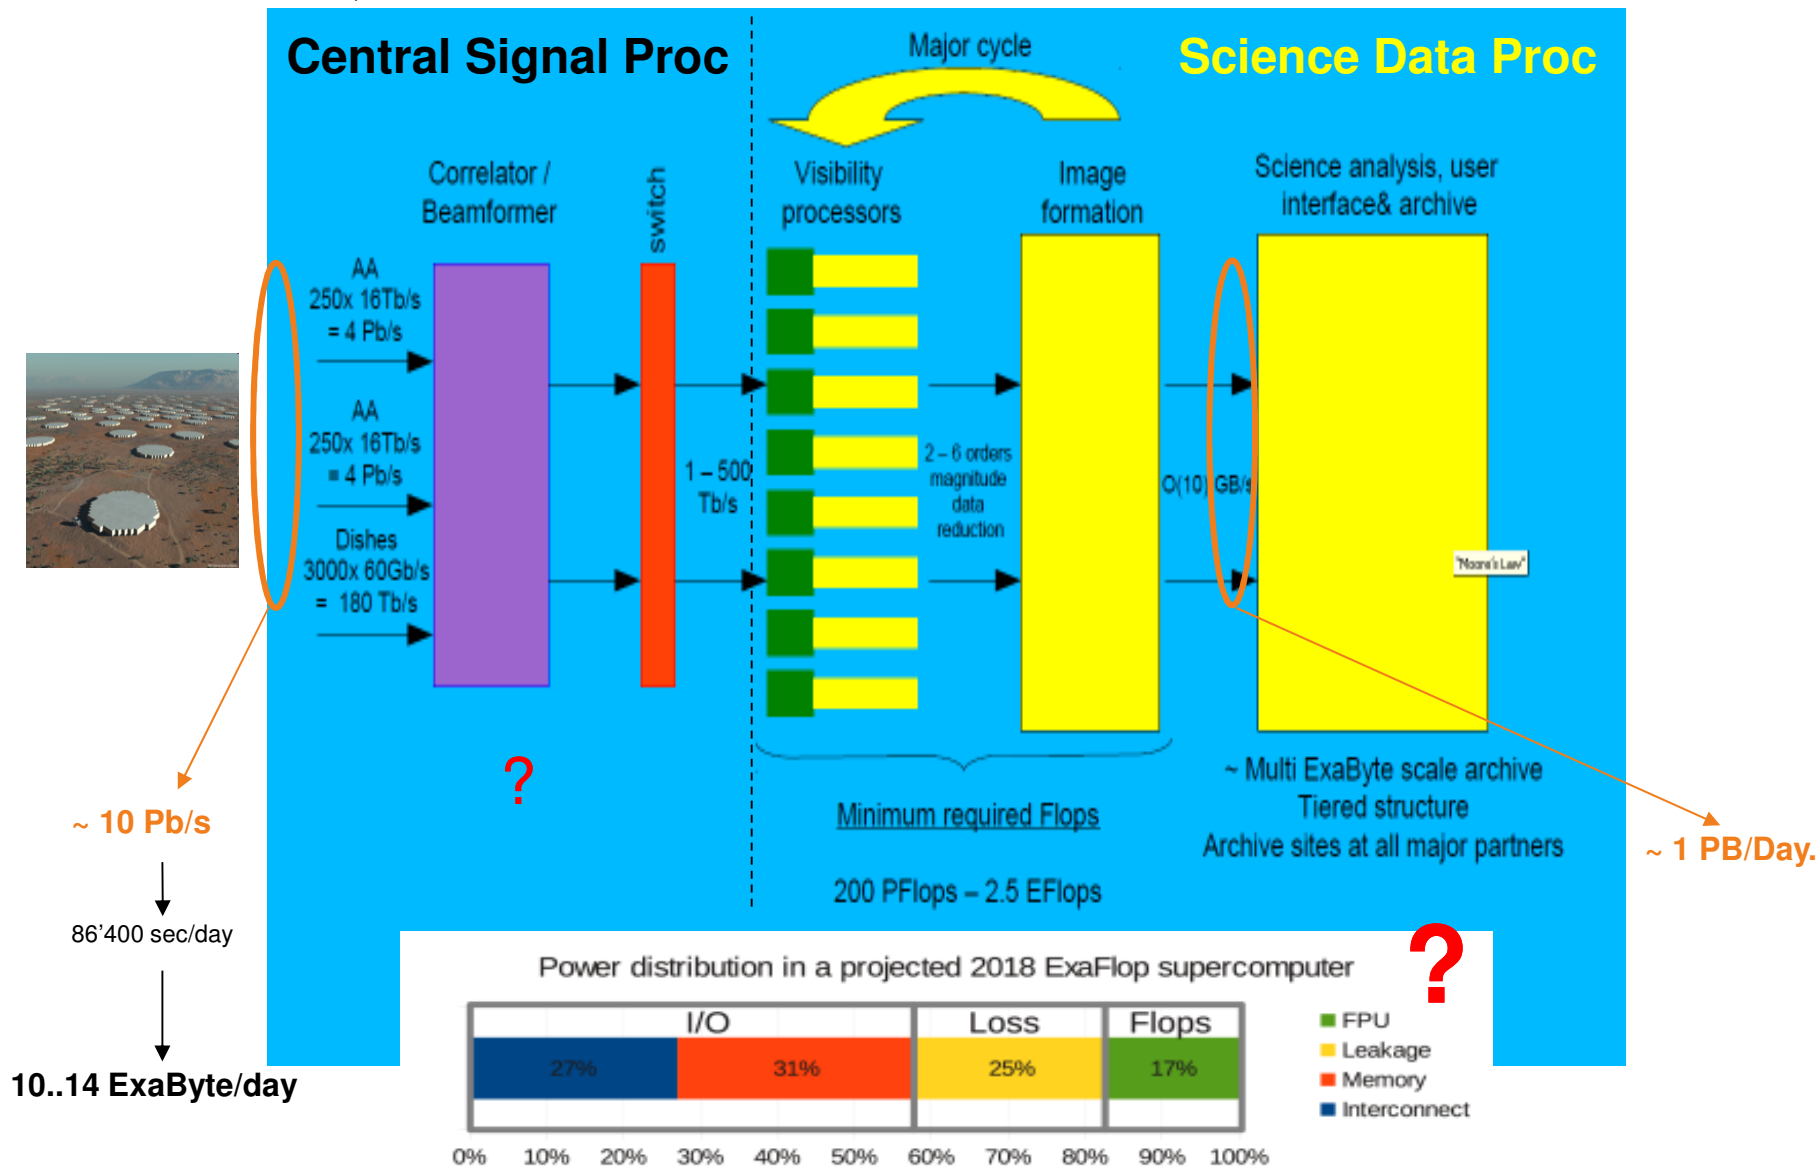 Central Signal Proc
Major cycle
Science Data Proc
Correlator /
Beamformer
switch
Visibility
processors
Image
formation
Science analysis, user
interface& archive
AA
250x 16Tb/s
= 4 Pb/s
AA
250x 16Tb/s
= 4 Pb/s
Dishes
3000x 60Gb/s
= 180 Tb/s
1 – 500
Tb/s
2 – 6 orders
magnitude
data
reduction
O(10) GB/s
"Moore's Law"
?
~ 10 Pb/s
86'400 sec/day
10..14 ExaByte/day
Minimum required Flops
200 PFlops – 2.5 EFlops
~ Multi ExaByte scale archive
Tiered structure
Archive sites at all major partners
~ 1 PB/Day.
?
Power distribution in a projected 2018 ExaFlop supercomputer
I/O Loss Flops
27% 31% 25% 17%
FPU
Leakage
Memory
Interconnect
0% 10% 20% 30% 40% 50% 60% 70% 80% 90% 100%